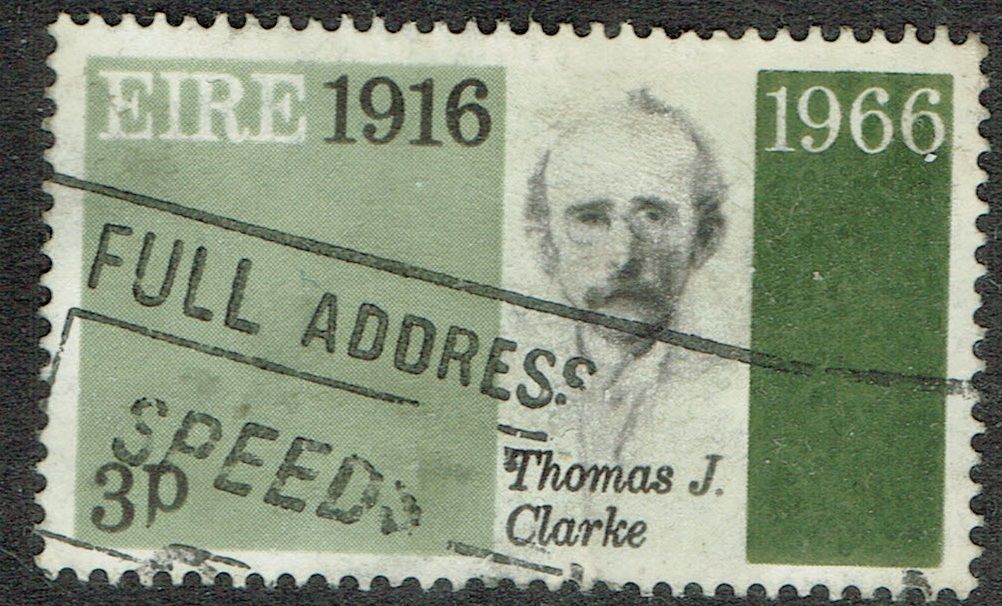 EIRE 1916 1966
FULL ADDRESS
SPEEDS
3p
Thomas J.
Clarke